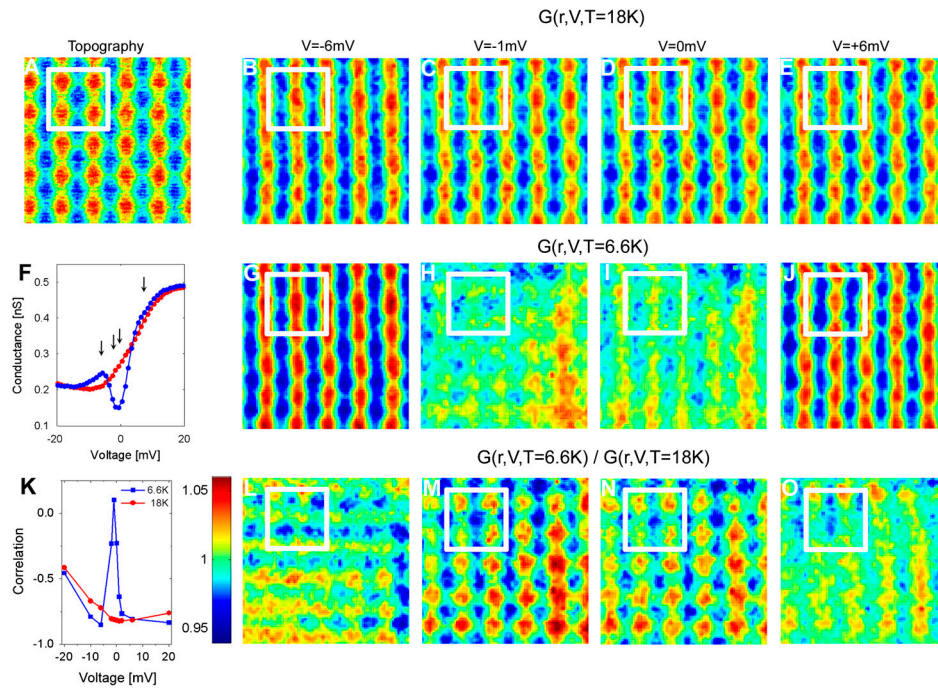 G(r,V,T=18K)
Topography
V=-6mV
V=-1mV
V=0mV
V=+6mV
A
B
C
D
E
G(r,V,T=6.6K)
F
G
H
I
J
0.5
0.4
0.3
0.2
0.1
Conductance [nS]
-20
0
20
Voltage [mV]
G(r,V,T=6.6K) / G(r,V,T=18K)
K
6.6K
18K
0.0
-0.5
-1.0
Correlation
-20
-10
0
10
20
Voltage [mV]
1.05
1
0.95
L
M
N
O